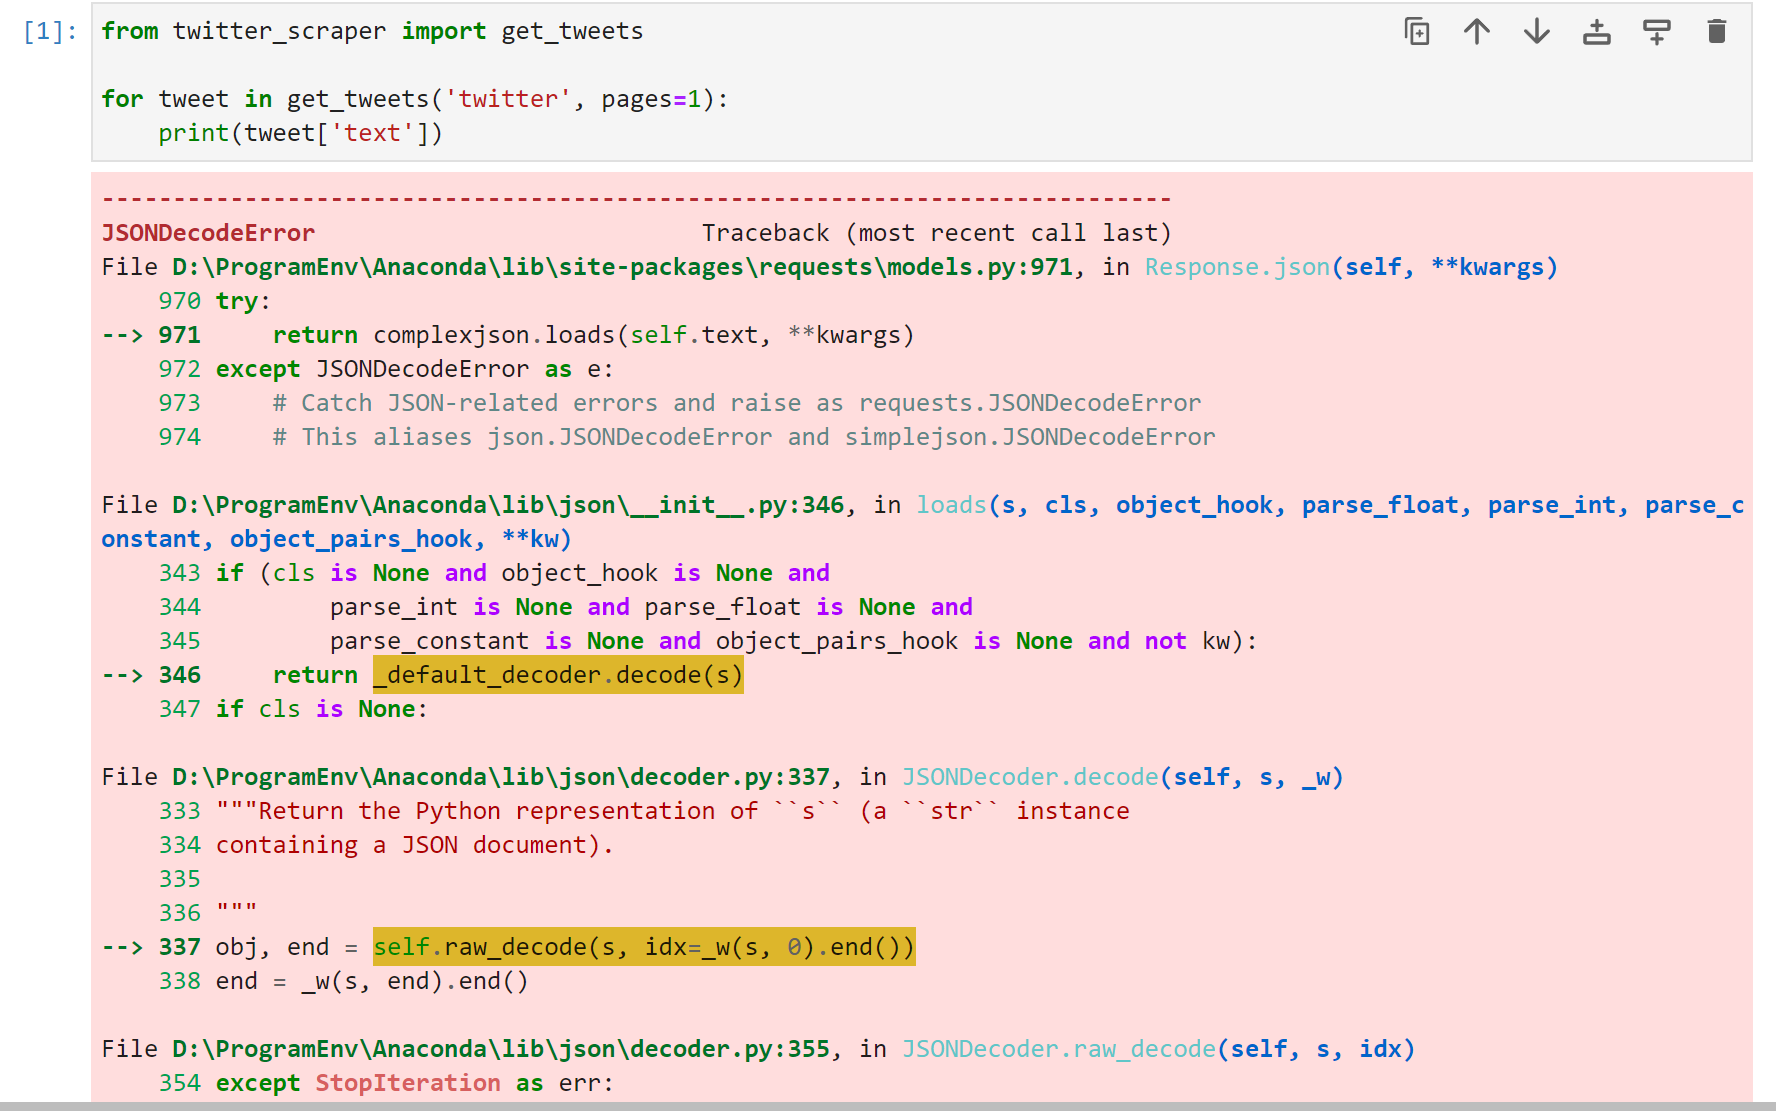 [1]: from twitter_scraper import get_tweets

for tweet in get_tweets('twitter', pages=1):
    print(tweet['text'])

---------------------------------------------------------------------------
JSONDecodeError                           Traceback (most recent call last)
File D:\ProgramEnv\Anaconda\lib\site-packages\requests\models.py:971, in Response.json(self, **kwargs)
    970 try:
--> 971     return complexjson.loads(self.text, **kwargs)
    972 except JSONDecodeError as e:
    973     # Catch JSON-related errors and raise as requests.JSONDecodeError
    974     # This aliases json.JSONDecodeError and simplejson.JSONDecodeError

File D:\ProgramEnv\Anaconda\lib\json\__init__.py:346, in loads(s, cls, object_hook, parse_float, parse_int, parse_c
onstant, object_pairs_hook, **kw)
    343 if (cls is None and object_hook is None and
    344         parse_int is None and parse_float is None and
    345         parse_constant is None and object_pairs_hook is None and not kw):
--> 346     return _default_decoder.decode(s)
    347 if cls is None:

File D:\ProgramEnv\Anaconda\lib\json\decoder.py:337, in JSONDecoder.decode(self, s, _w)
    333 """Return the Python representation of ``s`` (a ``str`` instance
    334 containing a JSON document).
    335
    336 """
--> 337 obj, end = self.raw_decode(s, idx=_w(s, 0).end())
    338 end = _w(s, end).end()

File D:\ProgramEnv\Anaconda\lib\json\decoder.py:355, in JSONDecoder.raw_decode(self, s, idx)
    354 except StopIteration as err: